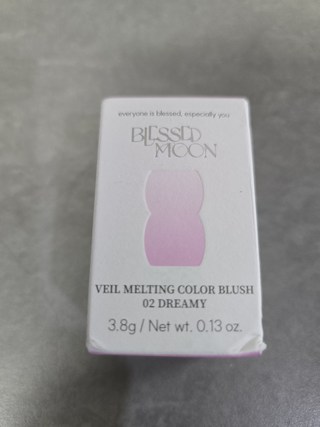 everyone is blessed, especially you
BLESSED
MOON
VEIL MELTING COLOR BLUSH
02 DREAMY
3.8g / Net wt. 0.13 oz.